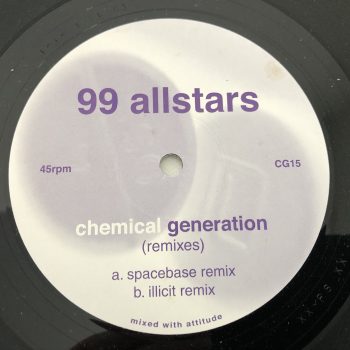 99 allstars
45rpm
CG15
chemical generation
(remixes)
a. spacebase remix
b. illicit remix
mixed with attitude